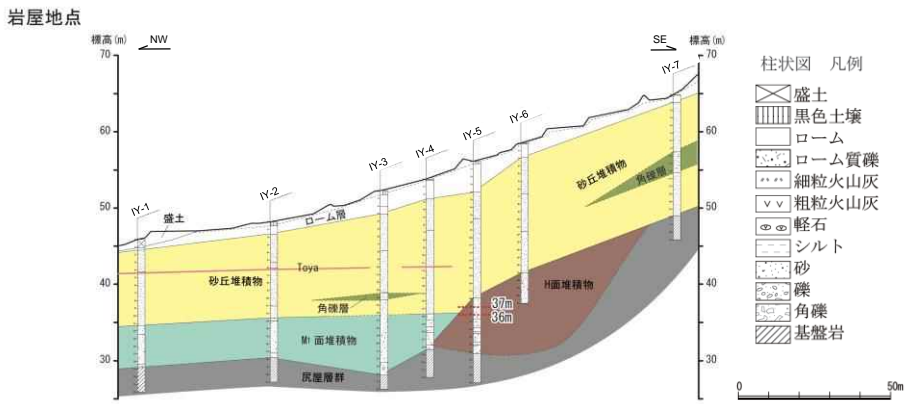 岩屋地点
標高(m)
NW
SE
標高(m)
70
60
50
40
30
70
60
50
40
30
IY-1
IY-2
IY-3
IY-4
IY-5
IY-6
IY-7
盛土
ローム層
砂丘堆積物
角礫層
Toya
砂丘堆積物
角礫層
H面堆積物
37m
36m
M1面堆積物
尻屋層群
柱状図 凡例
盛土
黒色土壌
ローム
ローム質礫
細粒火山灰
粗粒火山灰
軽石
シルト
砂
礫
角礫
基盤岩
0
50m